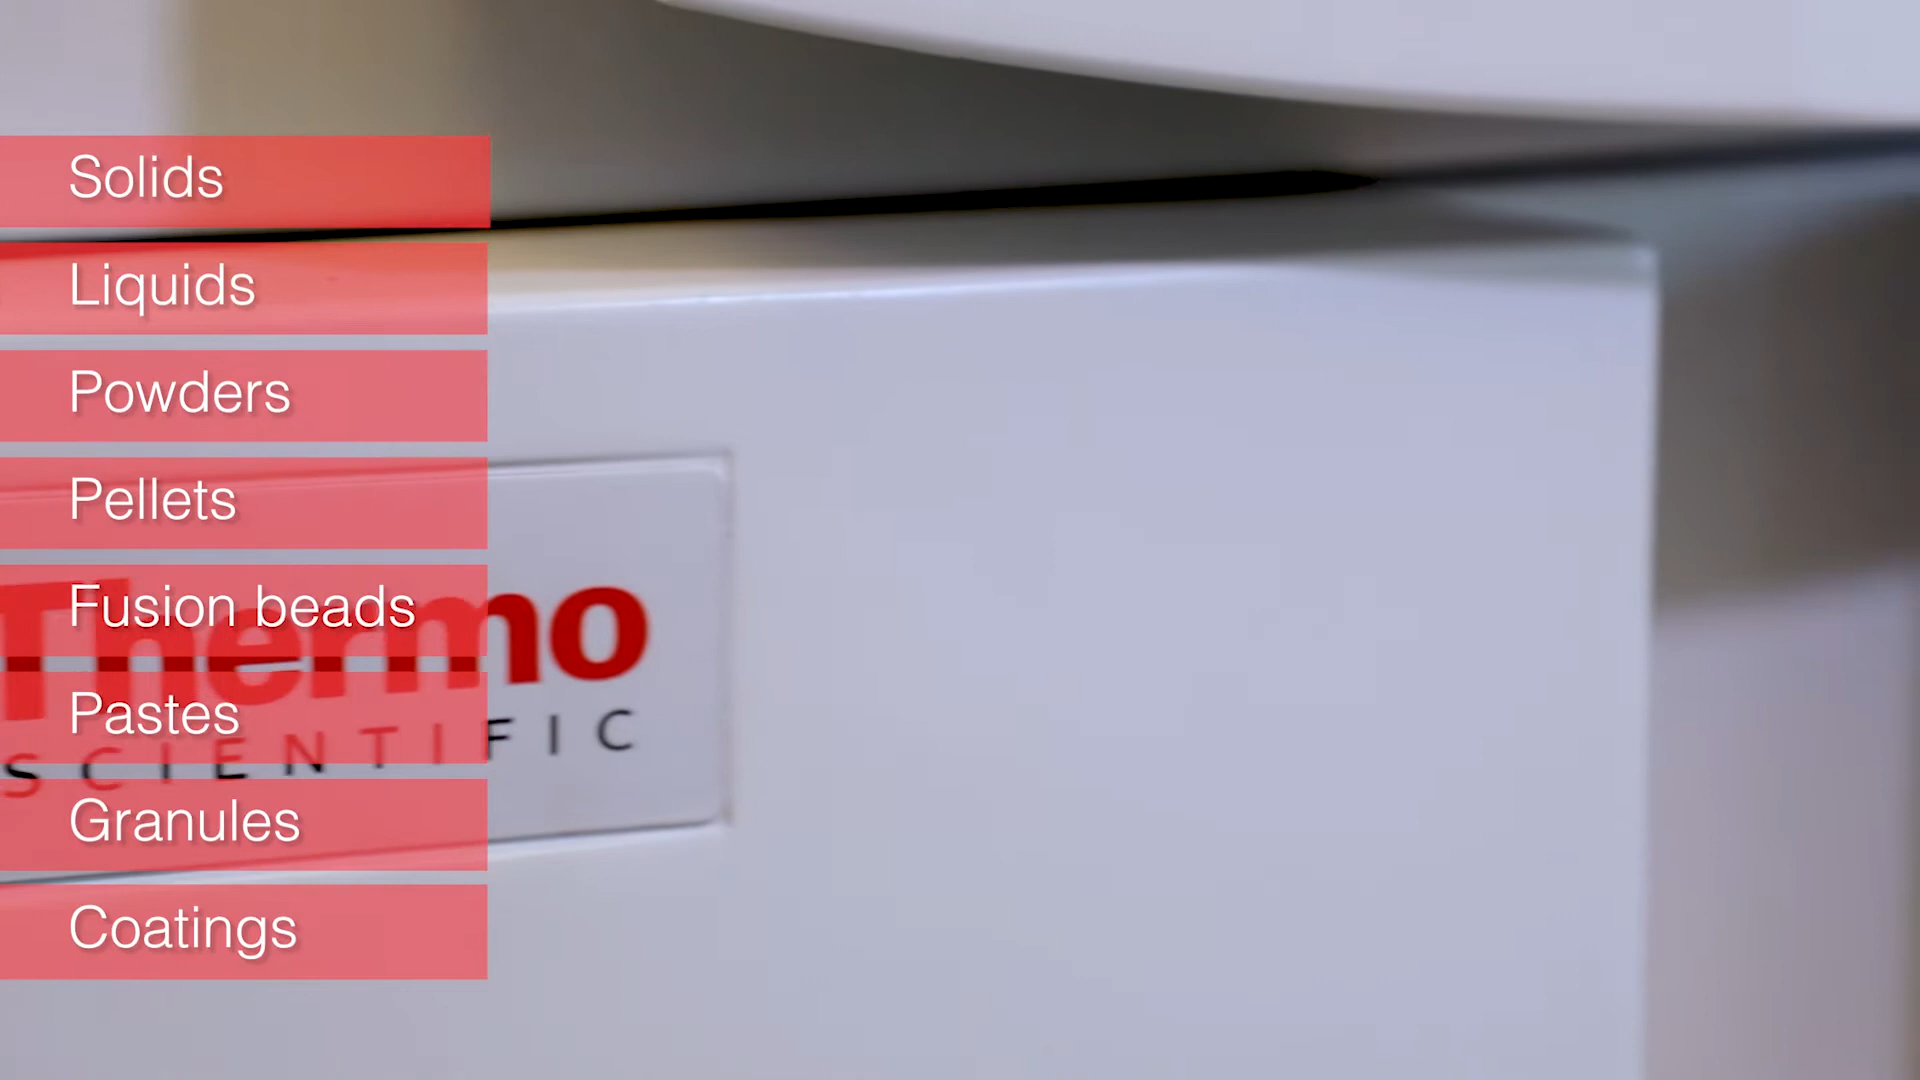 Solids
Liquids
Powders
Pellets
Fusion beads
Thermo
Pastes
SCIENTIFIC
Granules
Coatings